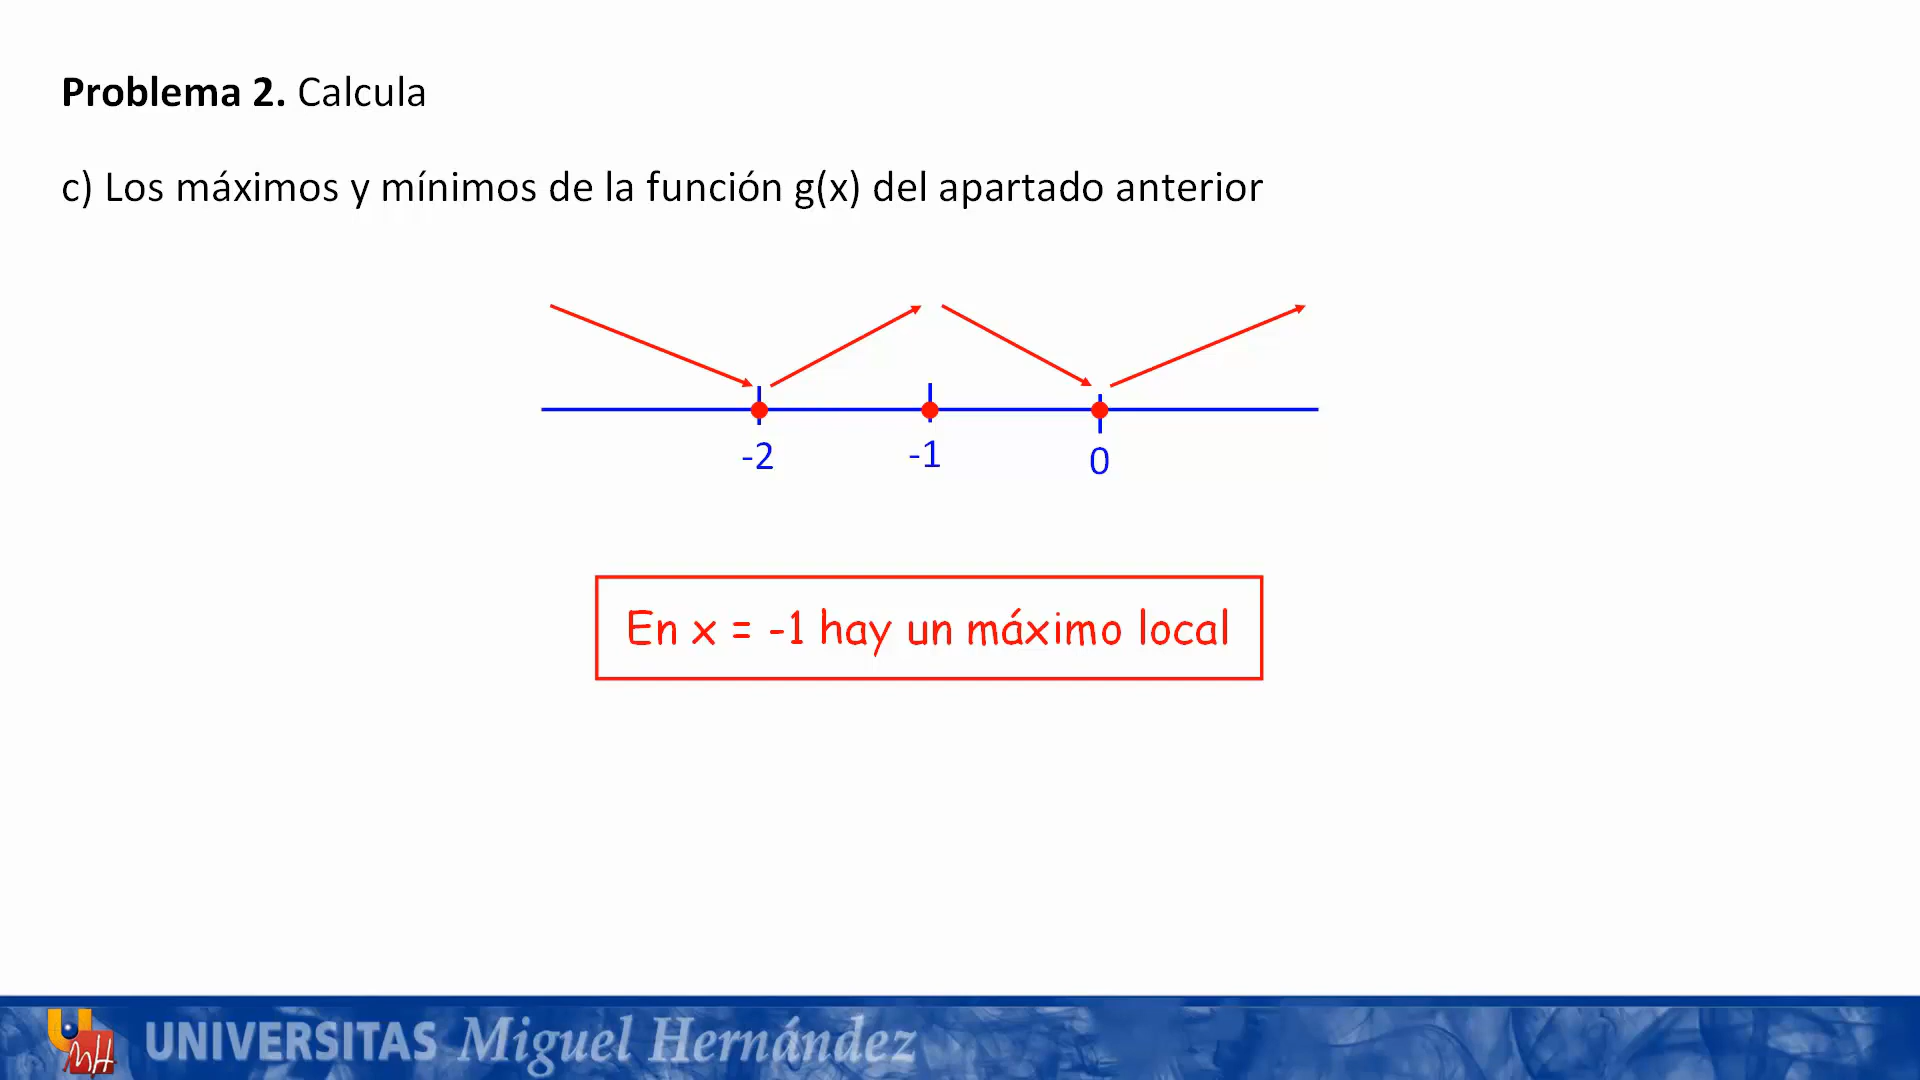 Problema 2. Calcula
c) Los máximos y mínimos de la función g(x) del apartado anterior
-2 -1 0
En x = -1 hay un máximo local
UNIVERSITAS Miguel Hernández